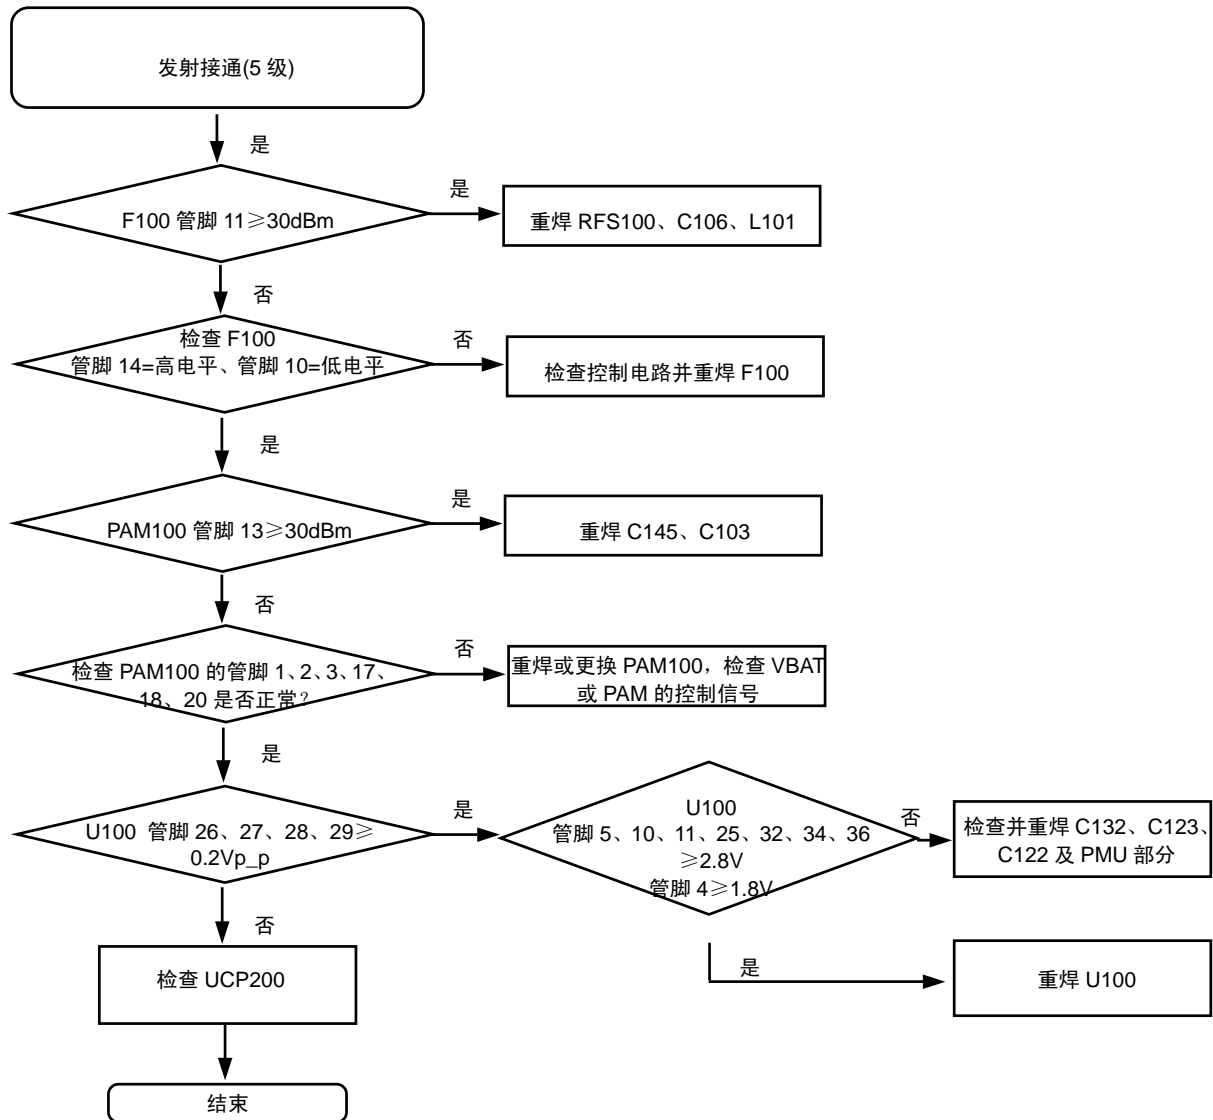 发射接通(5 级)
是
F100 管脚 11≥30dBm
是
重焊 RFS100、C106、L101
否
检查 F100
管脚 14=高电平、管脚 10=低电平
否
检查控制电路并重焊 F100
是
PAM100 管脚 13≥30dBm
是
重焊 C145、C103
否
检查 PAM100 的管脚 1、2、3、17、
18、20 是否正常?
否
重焊或更换 PAM100，检查 VBAT
或 PAM 的控制信号
是
U100 管脚 26、27、28、29≥
0.2Vp_p
是
U100
管脚 5、10、11、25、32、34、36
≥2.8V
管脚 4≥1.8V
否
检查并重焊 C132、C123、
C122 及 PMU 部分
是
重焊 U100
否
检查 UCP200
结束